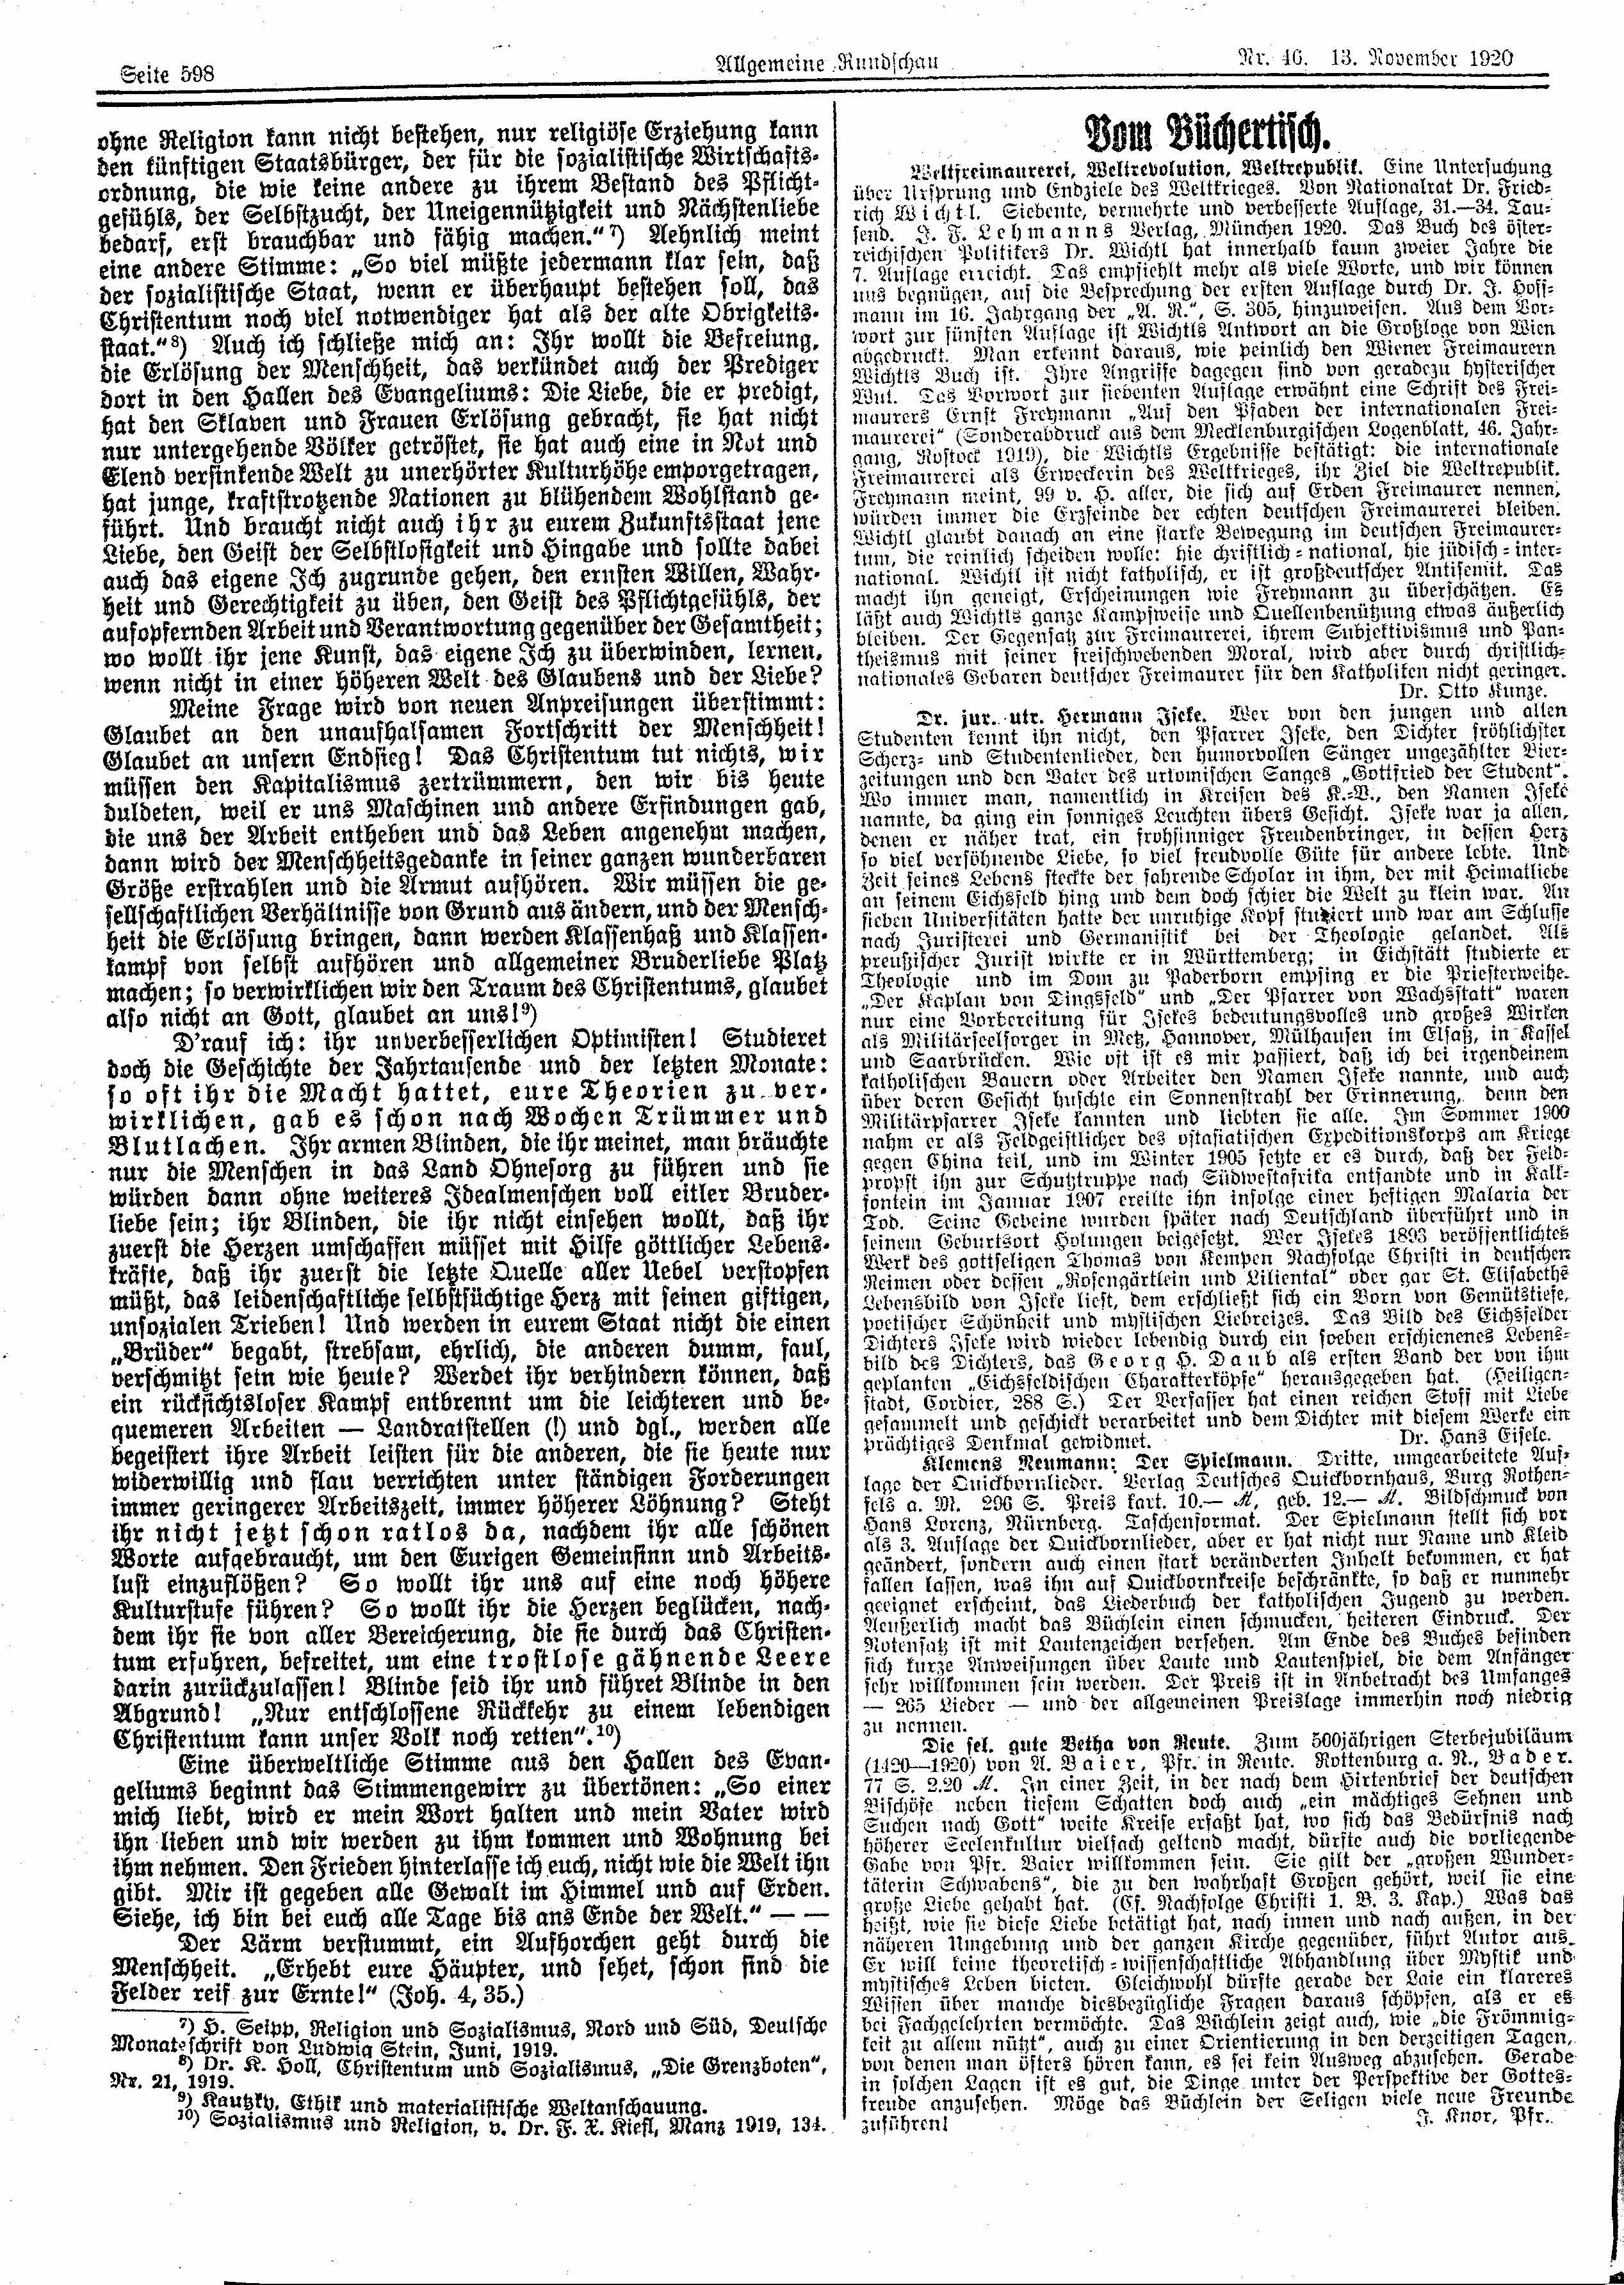 Seite 598
Allgemeine Rundschau
Nr. 46. 13. November 1920
ohne Religion kann nicht bestehen, nur religiöse Erziehung kann
den künftigen Staatsbürger, der für die sozialistische Wirtschafts-
ordnung, die wie keine andere zu ihrem Bestand des Pflicht-
gefühls, der Selbstzucht, der Uneigennützigkeit und Nächstenliebe
bedarf, erst brauchbar und fähig machen.“⁷) Aehnlich meint
eine andere Stimme: „So viel müßte jedermann klar sein, daß
der sozialistische Staat, wenn er überhaupt bestehen soll, das
Christentum noch viel notwendiger hat als der alte Obrigkeits-
staat.“⁸) Auch ich schließe mich an: Ihr wollt die Befreiung,
die Erlösung der Menschheit, das verkündet auch der Prediger
dort in den Hallen des Evangeliums: Die Liebe, die er predigt,
hat den Sklaven und Frauen Erlösung gebracht, sie hat nicht
nur untergehende Völker getröstet, sie hat auch eine in Not und
Elend versinkende Welt zu unerhörter Kulturhöhe emporgetragen,
hat junge, kraftstrotzende Nationen zu blühendem Wohlstand ge-
führt. Und braucht nicht auch ihr zu eurem Zukunftsstaat jene
Liebe, den Geist der Selbstlosigkeit und Hingabe und sollte dabei
auch das eigene Ich zugrunde gehen, den ernsten Willen, Wahr-
heit und Gerechtigkeit zu üben, den Geist des Pflichtgefühls, der
aufopfernden Arbeit und Verantwortung gegenüber der Gesamtheit;
wo wollt ihr jene Kunst, das eigene Ich zu überwinden, lernen,
wenn nicht in einer höheren Welt des Glaubens und der Liebe?
Meine Frage wird von neuen Anpreisungen überstimmt:
Glaubet an den unaufhaltsamen Fortschritt der Menschheit!
Glaubet an unsern Endsieg! Das Christentum tut nichts, wir
müssen den Kapitalismus zertrümmern, den wir bis heute
duldeten, weil er uns Maschinen und andere Erfindungen gab,
die uns der Arbeit entheben und das Leben angenehm machen,
dann wird der Menschheitsgedanke in seiner ganzen wunderbaren
Größe erstrahlen und die Armut aufhören. Wir müssen die ge-
sellschaftlichen Verhältnisse von Grund aus ändern, und der Mensch-
heit die Erlösung bringen, dann werden Klassenhaß und Klassen-
kampf von selbst aufhören und allgemeiner Bruderliebe Platz
machen; so verwirklichen wir den Traum des Christentums, glaubet
also nicht an Gott, glaubet an uns!⁹)
D'rauf ich: ihr unverbesserlichen Optimisten! Studieret
doch die Geschichte der Jahrtausende und der letzten Monate:
so oft ihr die Macht hattet, eure Theorien zu ver-
wirklichen, gab es schon nach Wochen Trümmer und
Blutlachen. Ihr armen Blinden, die ihr meinet, man bräuchte
nur die Menschen in das Land Ohnesorg zu führen und sie
würden dann ohne weiteres Idealmenschen voll eitler Bruder-
liebe sein; ihr Blinden, die ihr nicht einsehen wollt, daß ihr
zuerst die Herzen umschaffen müsset mit Hilfe göttlicher Lebens-
kräfte, daß ihr zuerst die letzte Quelle aller Uebel verstopfen
müßt, das leidenschaftliche selbstsüchtige Herz mit seinen giftigen,
unsozialen Trieben! Und werden in eurem Staat nicht die einen
„Brüder“ begabt, strebsam, ehrlich, die anderen dumm, faul,
verschmitzt sein wie heute? Werdet ihr verhindern können, daß
ein rücksichtsloser Kampf entbrennt um die leichteren und be-
quemeren Arbeiten — Landratstellen (!) und dgl., werden alle
begeistert ihre Arbeit leisten für die anderen, die sie heute nur
widerwillig und flau verrichten unter ständigen Forderungen
immer geringerer Arbeitszeit, immer höherer Löhnung? Steht
ihr nicht jetzt schon ratlos da, nachdem ihr alle schönen
Worte aufgebraucht, um den Eurigen Gemeinsinn und Arbeits-
lust einzuflößen? So wollt ihr uns auf eine noch höhere
Kulturstufe führen? So wollt ihr die Herzen beglücken, nach-
dem ihr sie von aller Bereicherung, die sie durch das Christen-
tum erfuhren, befreitet, um eine trostlose gähnende Leere
darin zurückzulassen! Blinde seid ihr und führet Blinde in den
Abgrund! „Nur entschlossene Rückkehr zu einem lebendigen
Christentum kann unser Volk noch retten“.¹⁰)
Eine überweltliche Stimme aus den Hallen des Evan-
geliums beginnt das Stimmengewirr zu übertönen: „So einer
mich liebt, wird er mein Wort halten und mein Vater wird
ihn lieben und wir werden zu ihm kommen und Wohnung bei
ihm nehmen. Den Frieden hinterlasse ich euch, nicht wie die Welt ihn
gibt. Mir ist gegeben alle Gewalt im Himmel und auf Erden.
Siehe, ich bin bei euch alle Tage bis ans Ende der Welt.“ — —
Der Lärm verstummt, ein Aufhorchen geht durch die
Menschheit. „Erhebt eure Häupter, und sehet, schon sind die
Felder reif zur Ernte!“ (Joh. 4, 35.)
⁷) H. Seipp, Religion und Sozialismus, Nord und Süd, Deutsche
Monatsschrift von Ludwig Stein, Juni, 1919.
⁸) Dr. K. Holl, Christentum und Sozialismus, „Die Grenzboten“,
Nr. 21, 1919.
⁹) Kautzky, Ethik und materialistische Weltanschauung.
¹⁰) Sozialismus und Religion, v. Dr. F. X. Kiefl, Manz 1919, 134.
Vom Büchertisch.
Weltfreimaurerei, Weltrevolution, Weltrepublik. Eine Untersuchung
über Ursprung und Endziele des Weltkrieges. Von Nationalrat Dr. Fried-
rich Wichtl. Siebente, vermehrte und verbesserte Auflage, 31.—34. Tau-
send. J. F. Lehmanns Verlag, München 1920. Das Buch des öster-
reichischen Politikers Dr. Wichtl hat innerhalb kaum zweier Jahre die
7. Auflage erreicht. Das empfiehlt mehr als viele Worte, und wir können
uns begnügen, auf die Besprechung der ersten Auflage durch Dr. J. Hoff-
mann im 16. Jahrgang der „A. R.“, S. 305, hinzuweisen. Aus dem Vor-
wort zur fünften Auflage ist Wichtls Antwort an die Großloge von Wien
abgedruckt. Man erkennt daraus, wie peinlich den Wiener Freimaurern
Wichtls Buch ist. Ihre Angriffe dagegen sind von geradezu hysterischer
Wut. Das Vorwort zur siebenten Auflage erwähnt eine Schrift des Frei-
maurers Ernst Freymann „Auf den Pfaden der internationalen Frei-
maurerei“ (Sonderabdruck aus dem Mecklenburgischen Logenblatt, 46. Jahr-
gang, Rostock 1919), die Wichtls Ergebnisse bestätigt: die internationale
Freimaurerei als Erweckerin des Weltkrieges, ihr Ziel die Weltrepublik.
Freymann meint, 99 v. H. aller, die sich auf Erden Freimaurer nennen,
würden immer die Erzfeinde der echten deutschen Freimaurerei bleiben.
Wichtl glaubt danach an eine starke Bewegung im deutschen Freimaurer-
tum, die reinlich scheiden wolle: hie christlich-national, hie jüdisch-inter-
national. Wichtl ist nicht katholisch, er ist großdeutscher Antisemit. Das
macht ihn geneigt, Erscheinungen wie Freymann zu überschätzen. Es
läßt auch Wichtls ganze Kampfweise und Quellenbenützung etwas äußerlich
bleiben. Der Gegensatz zur Freimaurerei, ihrem Subjektivismus und Pan-
theismus mit seiner freischwebenden Moral, wird aber durch christlich-
nationales Gebaren deutscher Freimaurer für den Katholiken nicht geringer.
Dr. Otto Kunze.
Dr. jur. utr. Hermann Iseke. Wer von den jungen und alten
Studenten kennt ihn nicht, den Pfarrer Iseke, den Dichter fröhlichster
Scherz- und Studentenlieder, den humorvollen Sänger ungezählter Bier-
zeitungen und den Vater des urkomischen Sanges „Gottfried der Student“.
Wo immer man, namentlich in Kreisen des K.-V., den Namen Iseke
nannte, da ging ein sonniges Leuchten übers Gesicht. Iseke war ja allen,
denen er näher trat, ein frohsinniger Freudenbringer, in dessen Herz
so viel versöhnende Liebe, so viel freudvolle Güte für andere lebte. Und
Zeit seines Lebens steckte der fahrende Scholar in ihm, der mit Heimatliebe
an seinem Eichsfeld hing und dem doch schier die Welt zu klein war. An
sieben Universitäten hatte der unruhige Kopf studiert und war am Schlusse
nach Juristerei und Germanistik bei der Theologie gelandet. Als
preußischer Jurist wirkte er in Württemberg; in Eichstätt studierte er
Theologie und im Dom zu Paderborn empfing er die Priesterweihe.
„Der Kaplan von Dingsfeld“ und „Der Pfarrer von Wachsstatt“ waren
nur eine Vorbereitung für Isekes bedeutungsvolles und großes Wirken
als Militärseelsorger in Metz, Hannover, Mülhausen im Elsaß, in Kassel
und Saarbrücken. Wie oft ist es mir passiert, daß ich bei irgendeinem
katholischen Bauern oder Arbeiter den Namen Iseke nannte, und auch
über deren Gesicht huschte ein Sonnenstrahl der Erinnerung, denn den
Militärpfarrer Iseke kannten und liebten sie alle. Im Sommer 1900
nahm er als Feldgeistlicher des ostasiatischen Expeditionskorps am Kriege
gegen China teil, und im Winter 1905 setzte er es durch, daß der Feld-
propst ihn zur Schutztruppe nach Südwestafrika entsandte und in Kalk-
fontein im Januar 1907 ereilte ihn infolge einer heftigen Malaria der
Tod. Seine Gebeine wurden später nach Deutschland überführt und in
seinem Geburtsort Holungen beigesetzt. Wer Isekes 1893 veröffentlichtes
Werk des gottseligen Thomas von Kempen Nachfolge Christi in deutschen
Reimen oder dessen „Rosengärtlein und Liliental“ oder gar St. Elisabeths
Lebensbild von Iseke liest, dem erschließt sich ein Born von Gemütstiefe,
poetischer Schönheit und mystischen Liebreizes. Das Bild des Eichsfelder
Dichters Iseke wird wieder lebendig durch ein soeben erschienenes Lebens-
bild des Dichters, das Georg H. Daub als ersten Band der von ihm
geplanten „Eichsfeldischen Charakterköpfe“ herausgegeben hat. (Heiligen-
stadt, Cordier, 288 S.) Der Verfasser hat einen reichen Stoff mit Liebe
gesammelt und geschickt verarbeitet und dem Dichter mit diesem Werke ein
prächtiges Denkmal gewidmet.
Dr. Hans Eisele.
Klemens Neumann: Der Spielmann. Dritte, umgearbeitete Auf-
lage der Quickbornlieder. Verlag Deutsches Quickbornhaus, Burg Rothen-
fels a. M. 296 S. Preis kart. 10.— M, geb. 12.— M. Bildschmuck von
Hans Lorenz, Nürnberg. Taschenformat. Der Spielmann stellt sich vor
als 3. Auflage der Quickbornlieder, aber er hat nicht nur Name und Kleid
geändert, sondern auch einen stark veränderten Inhalt bekommen, er hat
fallen lassen, was ihn auf Quickbornkreise beschränkte, so daß er nunmehr
geeignet erscheint, das Liederbuch der katholischen Jugend zu werden.
Aeußerlich macht das Büchlein einen schmucken, heiteren Eindruck. Der
Notensatz ist mit Lautenzeichen versehen. Am Ende des Buches befinden
sich kurze Anweisungen über Laute und Lautenspiel, die dem Anfänger
sehr willkommen sein werden. Der Preis ist in Anbetracht des Umfanges
— 265 Lieder — und der allgemeinen Preislage immerhin noch niedrig
zu nennen.
Die sel. gute Betha von Reute. Zum 500jährigen Sterbejubiläum
(1420—1920) von A. Baier, Pfr. in Reute. Rottenburg a. N., Bader.
77 S. 2.20 M. In einer Zeit, in der nach dem Hirtenbrief der deutschen
Bischöfe neben tiefem Schatten doch auch „ein mächtiges Sehnen und
Suchen nach Gott“ weite Kreise erfaßt hat, wo sich das Bedürfnis nach
höherer Seelenkultur vielfach geltend macht, dürfte auch die vorliegende
Gabe von Pfr. Baier willkommen sein. Sie gilt der „großen Wunder-
täterin Schwabens“, die zu den wahrhaft Großen gehört, weil sie eine
große Liebe gehabt hat. (Cf. Nachfolge Christi 1. B. 3. Kap.) Was das
heißt, wie sie diese Liebe betätigt hat, nach innen und nach außen, in der
näheren Umgebung und der ganzen Kirche gegenüber, führt Autor aus.
Er will keine theoretisch-wissenschaftliche Abhandlung über Mystik und
mystisches Leben bieten. Gleichwohl dürfte gerade der Laie ein klareres
Wissen über manche diesbezügliche Fragen daraus schöpfen, als er es
bei Fachgelehrten vermöchte. Das Büchlein zeigt auch, wie „die Frömmig-
keit zu allem nützt“, auch zu einer Orientierung in den derzeitigen Tagen,
von denen man öfters hören kann, es sei kein Ausweg abzusehen. Gerade
in solchen Lagen ist es gut, die Dinge unter der Perspektive der Gottes-
freude anzusehen. Möge das Büchlein der Seligen viele neue Freunde
zuführen!
J. Knor, Pfr.